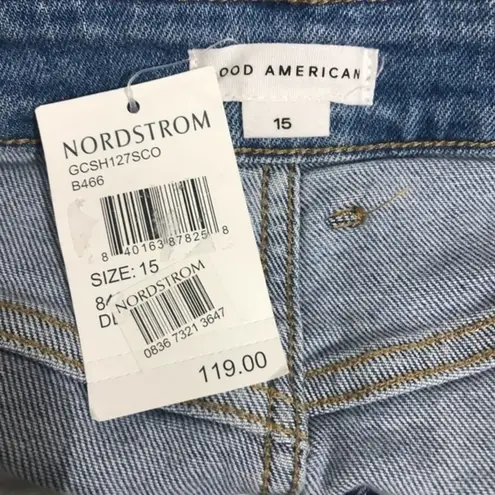 OOD AMERICAN
15
NORDSTROM
GCSH127SCO
B466
8 40163 87825 8
SIZE: 15
NORDSTROM
0836 7321 3647
119.00